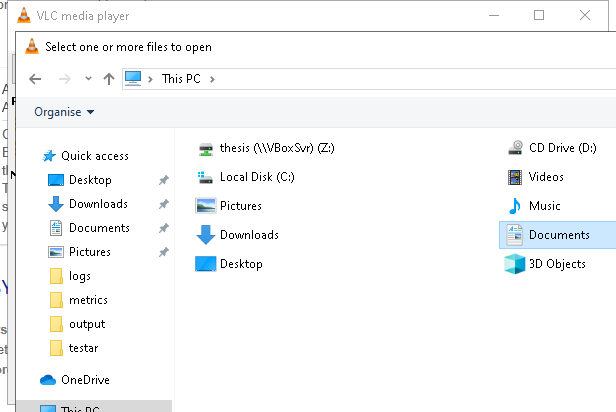 VLC media player
Select one or more files to open
This PC
Organise
Quick access
Desktop
Downloads
Documents
Pictures
logs
metrics
output
testar
OneDrive
This PC
thesis (\\VBoxSvr) (Z:)
CD Drive (D:)
Local Disk (C:)
Videos
Pictures
Music
Downloads
Documents
Desktop
3D Objects